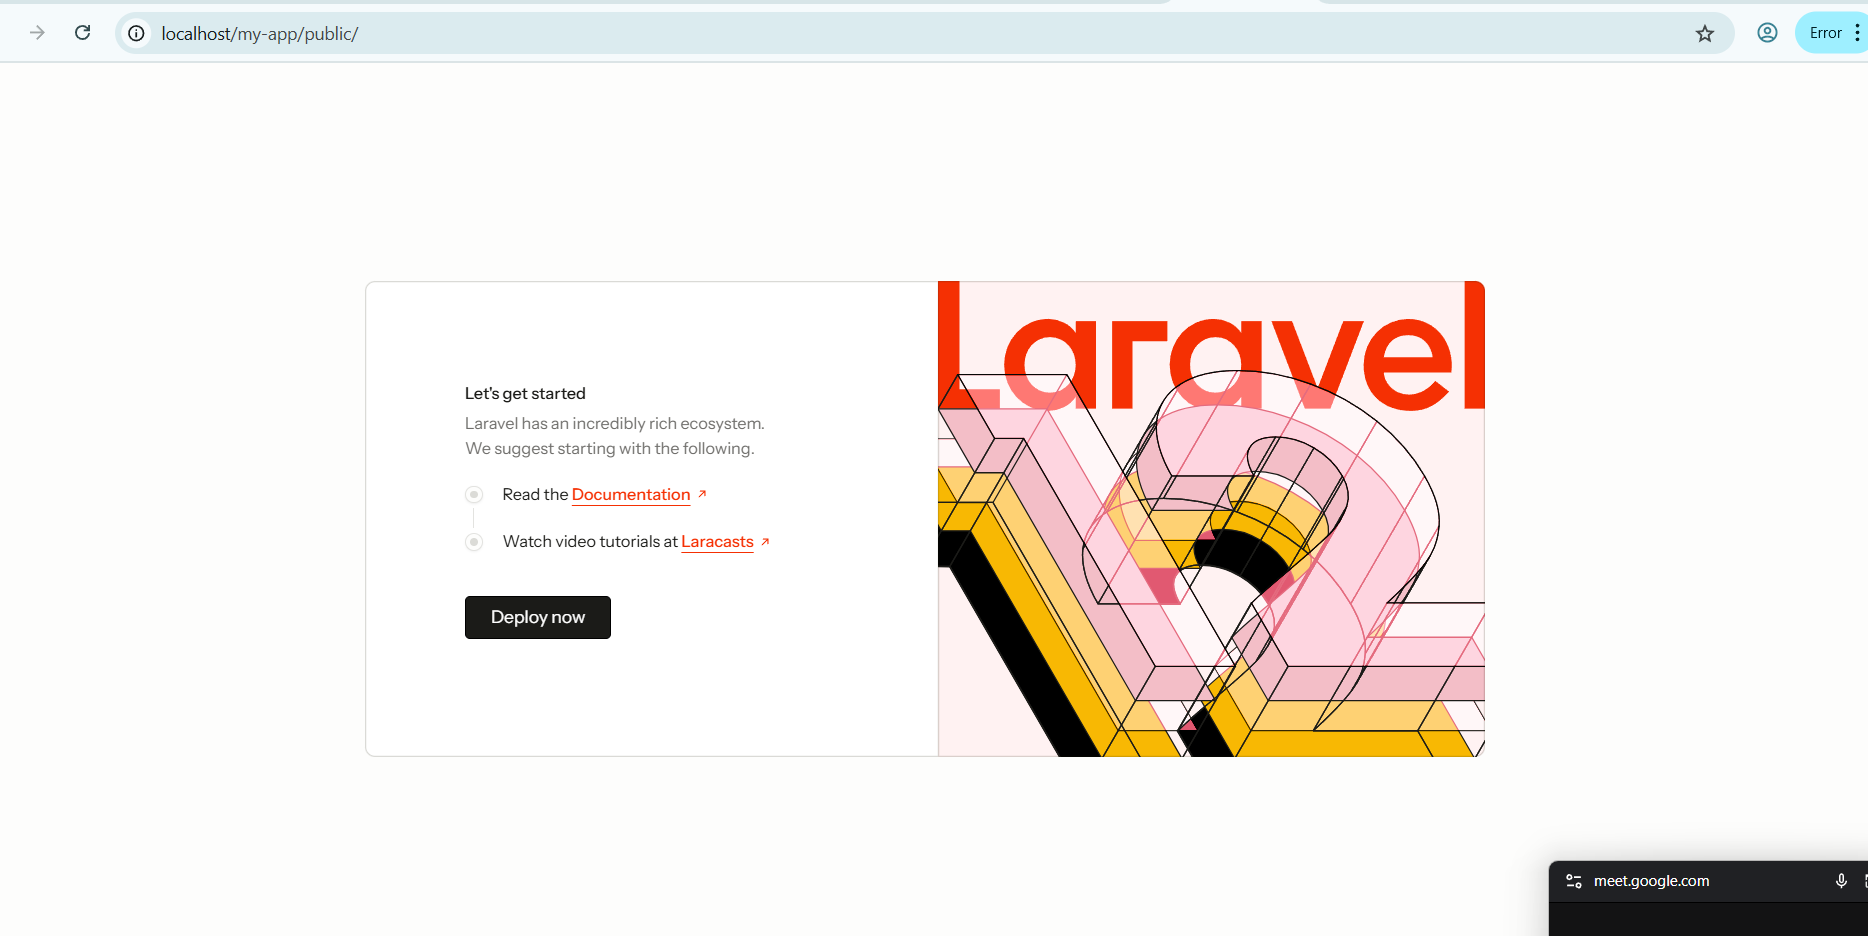 localhost/my-app/public/
Error
Let's get started
Laravel has an incredibly rich ecosystem.
We suggest starting with the following.
Read the Documentation
Watch video tutorials at Laracasts
Deploy now
Laravel
meet.google.com